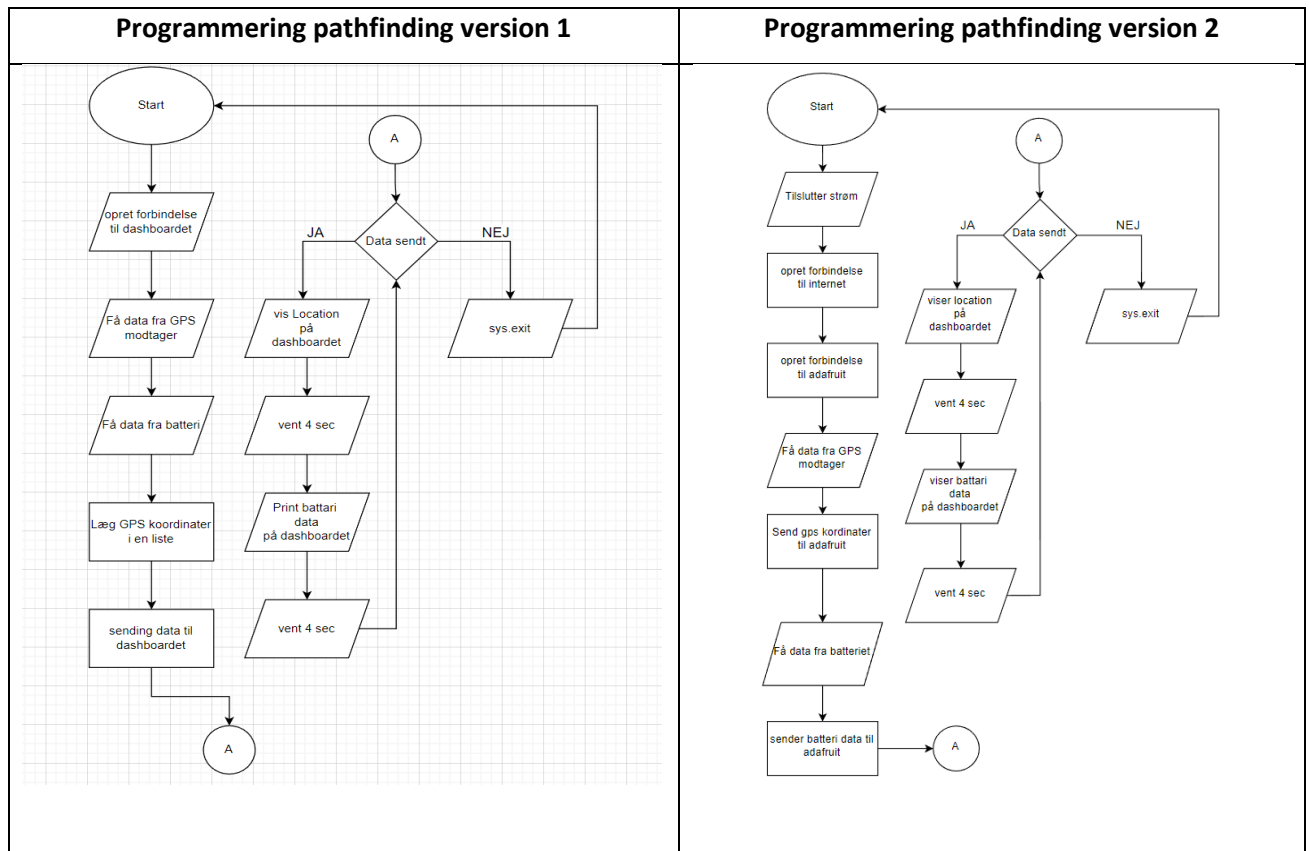 Programmering pathfinding version 1
Start
opret forbindelse
til dashboardet
Få data fra GPS
modtager
Få data fra batteri
Læg GPS koordinater
i en liste
sending data til
dashboardet
A
A
Data sendt
JA
NEJ
vis Location
på
dashboardet
vent 4 sec
Print battari
data
på dashboardet
vent 4 sec
sys.exit
Programmering pathfinding version 2
Start
Tilslutter strøm
opret forbindelse
til internet
opret forbindelse
til adafruit
Få data fra GPS
modtager
Send gps kordinater
til adafruit
Få data fra batteriet
sender batteri data til
adafruit
A
A
Data sendt
JA
NEJ
viser location
på
dashboardet
vent 4 sec
viser battari
data
på dashboardet
vent 4 sec
sys.exit